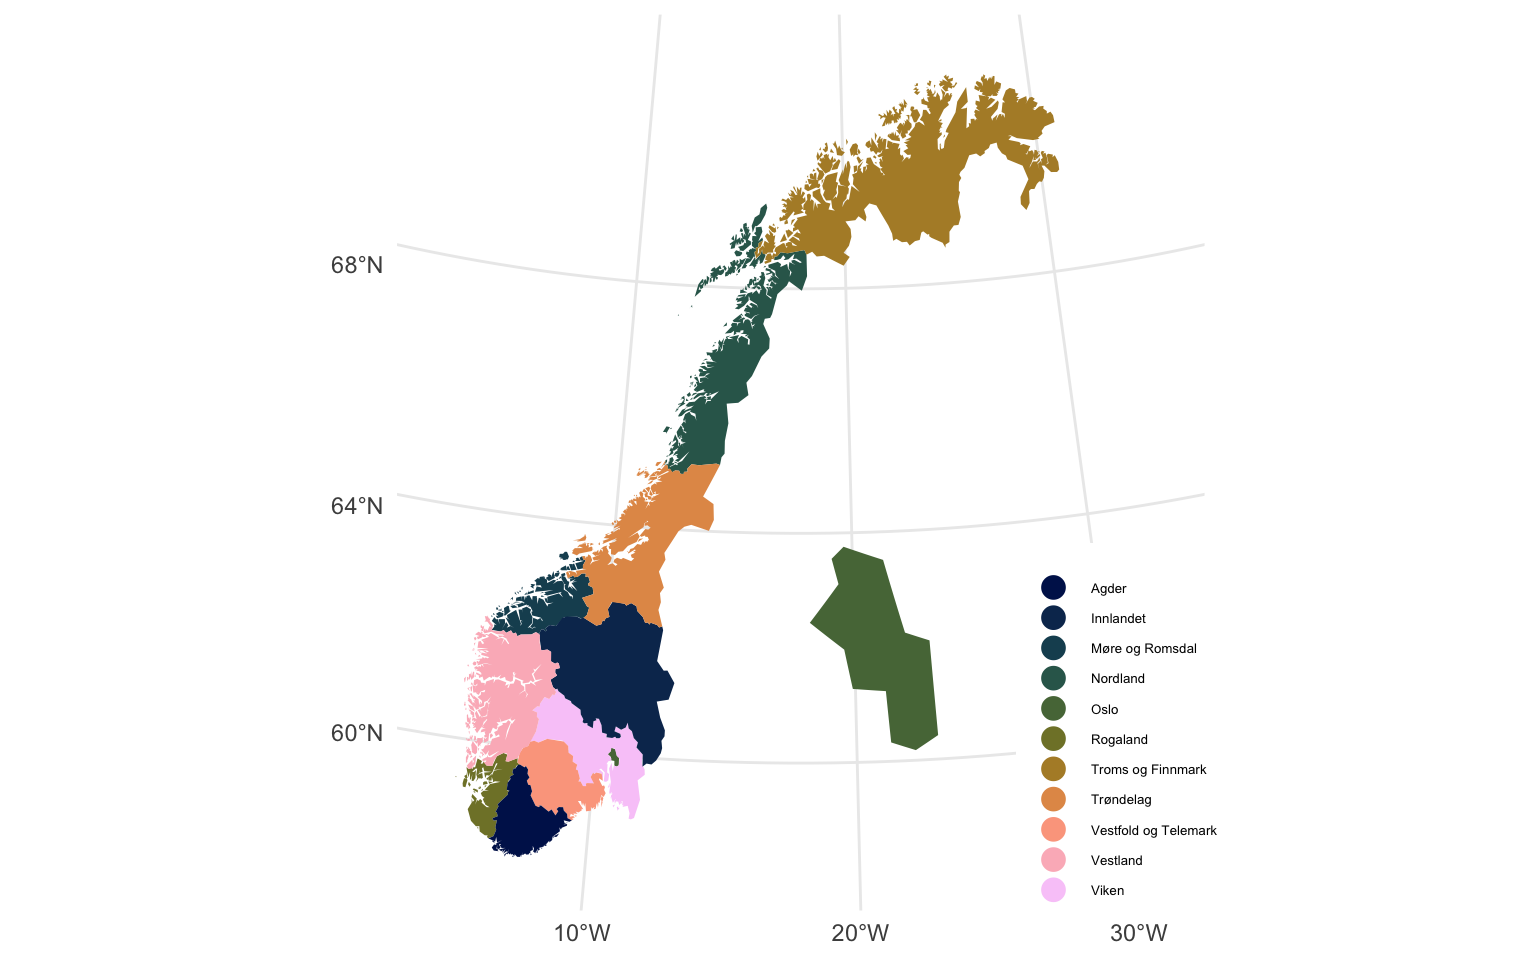 68°N
64°N
60°N
10°W
20°W
30°W
Agder
Innlandet
Møre og Romsdal
Nordland
Oslo
Rogaland
Troms og Finnmark
Trøndelag
Vestfold og Telemark
Vestland
Viken